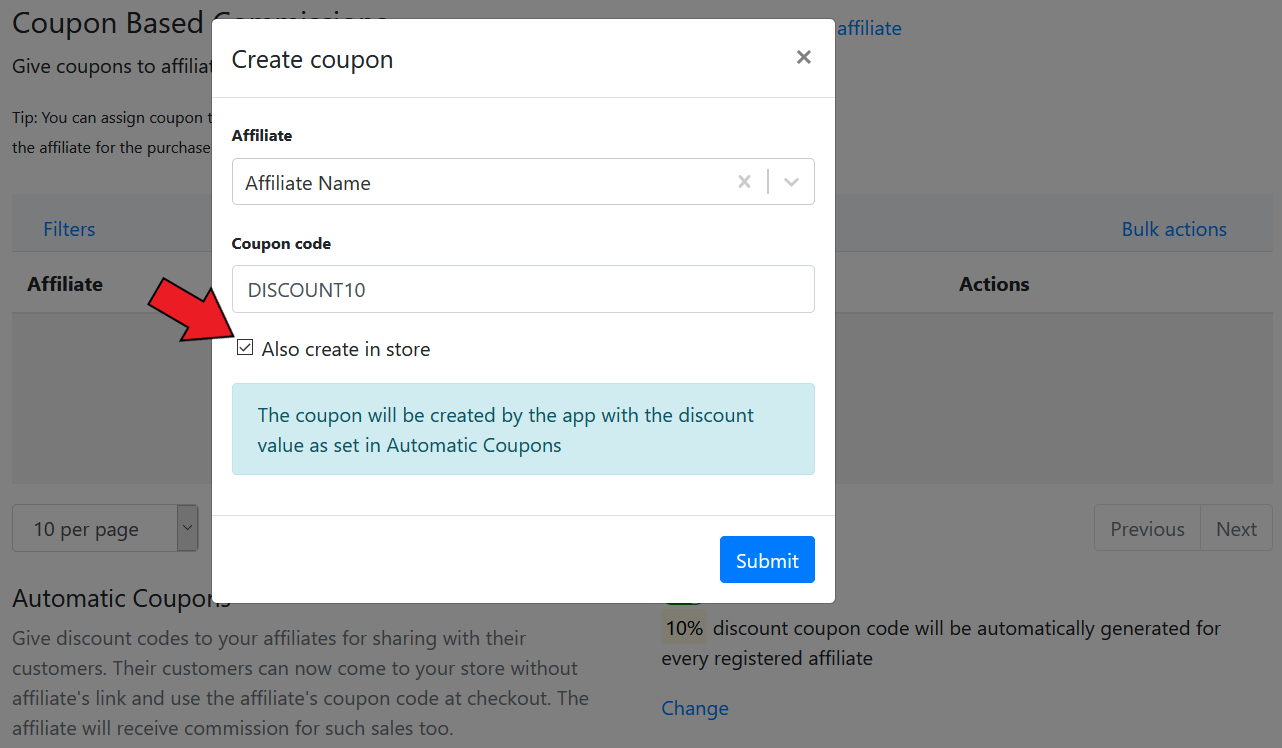 Coupon Based
affiliate
Give coupons to affiliat
Tip: You can assign coupon t
the affiliate for the purchase
Create coupon
×
Affiliate
Affiliate Name
Coupon code
DISCOUNT10
Also create in store
The coupon will be created by the app with the discount
value as set in Automatic Coupons
Submit
Filters
Bulk actions
Affiliate
Actions
10 per page
Previous
Next
Automatic Coupons
Give discount codes to your affiliates for sharing with their
customers. Their customers can now come to your store without
affiliate's link and use the affiliate's coupon code at checkout. The
affiliate will receive commission for such sales too.
10% discount coupon code will be automatically generated for
every registered affiliate
Change